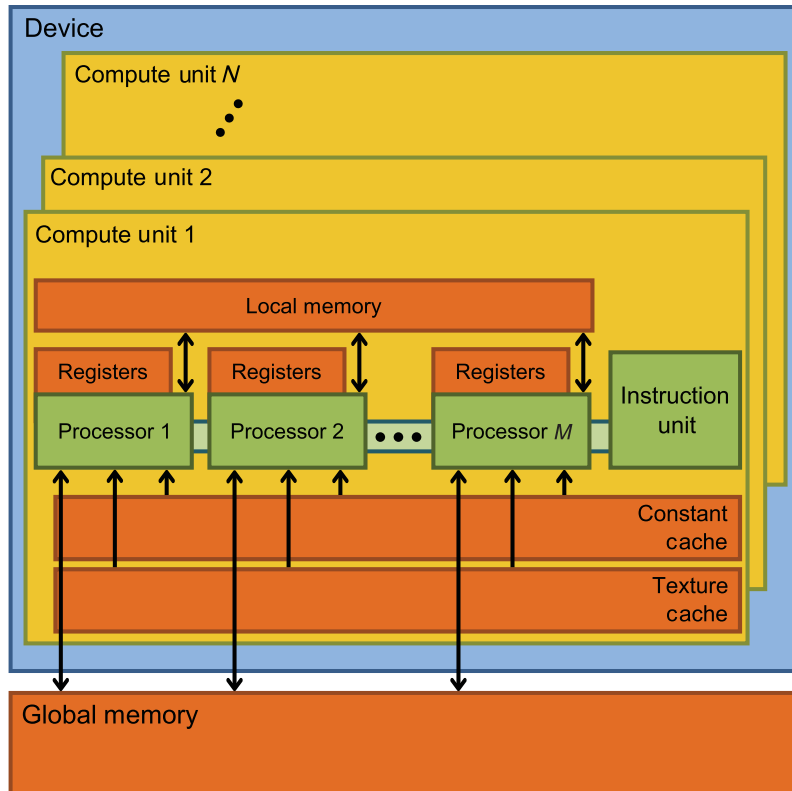 Device
Compute unit N
Compute unit 2
Compute unit 1
Local memory
Registers
Registers
Registers
Processor 1
Processor 2
Processor M
Instruction
unit
Constant
cache
Texture
cache
Global memory